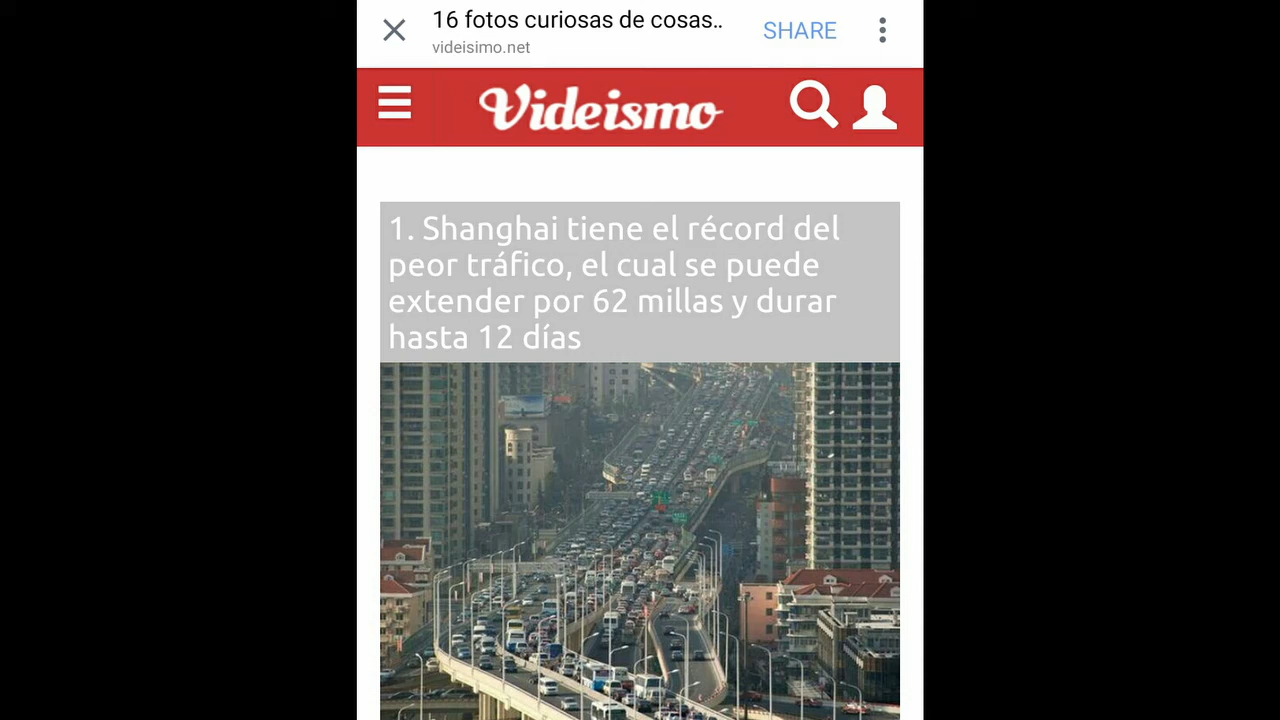 16 fotos curiosas de cosas..
SHARE
videisimo.net
Videismo
1. Shanghai tiene el récord del
peor tráfico, el cual se puede
extender por 62 millas y durar
hasta 12 días